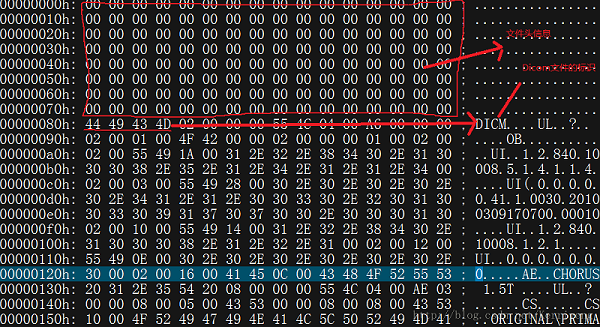 00000000h: 00 00 00 00 00 00 00 00 00 00 00 00 00 00 00 00 ................
00000010h: 00 00 00 00 00 00 00 00 00 00 00 00 00 00 00 00 ................
00000020h: 00 00 00 00 00 00 00 00 00 00 00 00 00 00 00 00 ................
文件头信息
00000030h: 00 00 00 00 00 00 00 00 00 00 00 00 00 00 00 00 ................
00000040h: 00 00 00 00 00 00 00 00 00 00 00 00 00 00 00 00 ................
Dicom文件的标识
00000050h: 00 00 00 00 00 00 00 00 00 00 00 00 00 00 00 00 ................
00000060h: 00 00 00 00 00 00 00 00 00 00 00 00 00 00 00 00 ................
00000070h: 00 00 00 00 00 00 00 00 00 00 00 00 00 00 00 00 ................
00000080h: 44 49 43 4D 02 00 00 00 55 4C 04 00 A6 00 00 00 DICM....UL..?..
00000090h: 02 00 01 00 4F 42 00 00 02 00 00 00 00 01 02 00 ....OB..........
000000a0h: 02 00 55 49 1A 00 31 2E 32 2E 38 34 30 2E 31 30 ..UI..1.2.840.10
000000b0h: 30 30 38 2E 35 2E 31 2E 34 2E 31 2E 31 2E 34 00 008.5.1.4.1.1.4.
000000c0h: 02 00 03 00 55 49 28 00 30 2E 30 2E 30 2E 30 2E ....UI(.0.0.0.0.
000000d0h: 30 2E 34 31 2E 31 2E 30 30 33 30 2E 32 30 31 30 0.41.1.0030.2010
000000e0h: 30 33 30 39 31 37 30 37 30 30 2E 30 30 30 31 30 0309170700.00010
000000f0h: 02 00 10 00 55 49 14 00 31 2E 32 2E 38 34 30 2E ....UI..1.2.840.
00000100h: 31 30 30 30 38 2E 31 2E 32 2E 31 00 02 00 12 00 10008.1.2.1.....
00000110h: 55 49 0E 00 30 2E 30 2E 30 2E 30 2E 30 2E 30 2E UI..0.0.0.0.0.0.
00000120h: 30 00 02 00 16 00 41 45 0C 00 43 48 4F 52 55 53 0.....AE..CHORUS
00000130h: 20 31 2E 35 54 20 08 00 00 00 55 4C 04 00 AE 03 1.5T ....UL..?.
00000140h: 00 00 08 00 05 00 43 53 00 00 08 00 08 00 43 53 ......CS......CS
00000150h: 10 00 4F 52 49 47 49 4E 41 4C 5C 50 52 49 4D 41 ..ORIGINAL\PRIMA